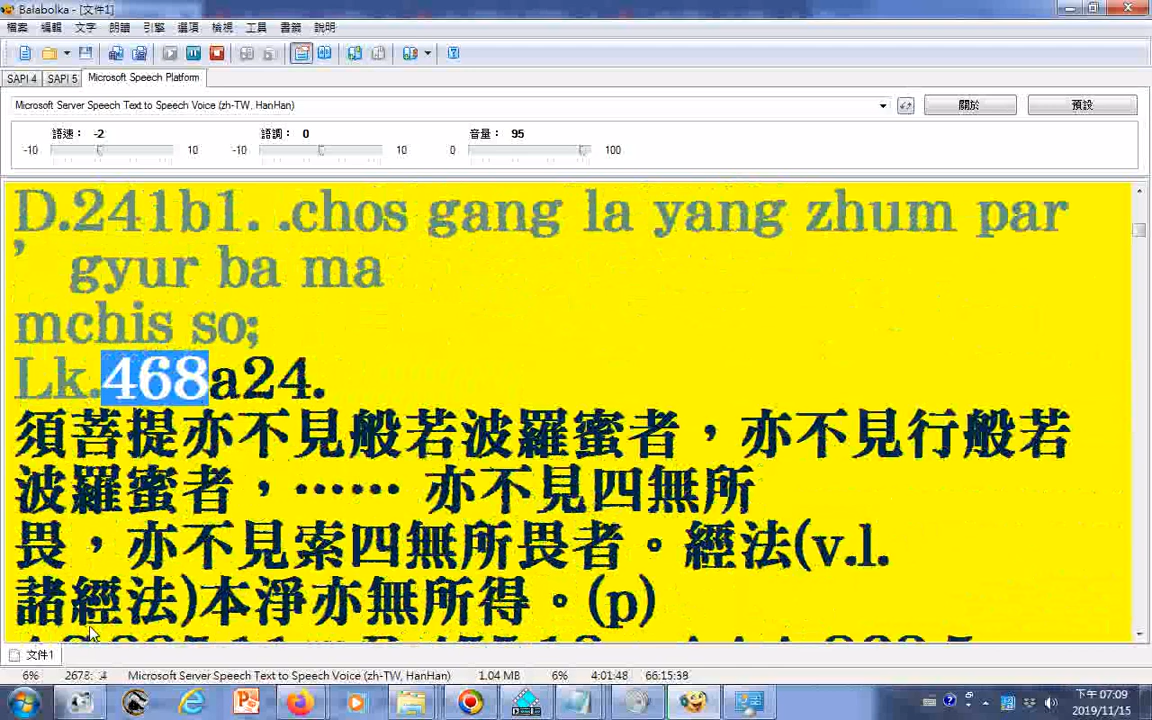 Balabolka - [文件1]
檔案 編輯 文字 朗讀 引擎 選項 檢視 工具 書籤 說明
SAPI 4 SAPI 5 Microsoft Speech Platform
Microsoft Server Speech Text to Speech Voice (zh-TW, HanHan) 關於 預設
語速： -2 語調： 0 音量： 95
-10 10 -10 10 0 100
D.241b1. .chos gang la yang zhum par
’ gyur ba ma
mchis so;
Lk.468a24.
須菩提亦不見般若波羅蜜者，亦不見行般若
波羅蜜者，…… 亦不見四無所
畏，亦不見索四無所畏者。經法(v.l.
諸經法)本淨亦無所得。(p)
文件1
6% Microsoft Server Speech Text to Speech Voice (zh-TW, HanHan) 1.04 MB 6% 4:01:48 66:15:38
下午 07:09
2019/11/15